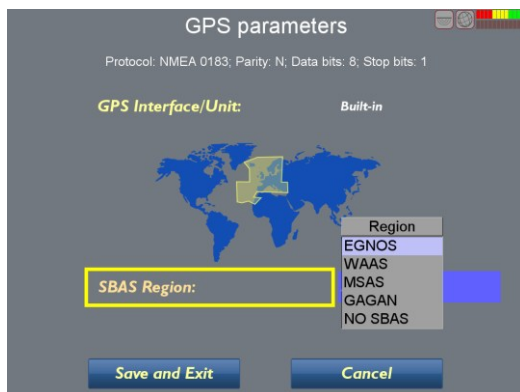 GPS parameters
Protocol: NMEA 0183; Parity: N; Data bits: 8; Stop bits: 1
GPS Interface/Unit: Built-in
Region
EGNOS
WAAS
SBAS Region:
MSAS
GAGAN
NO SBAS
Save and Exit Cancel